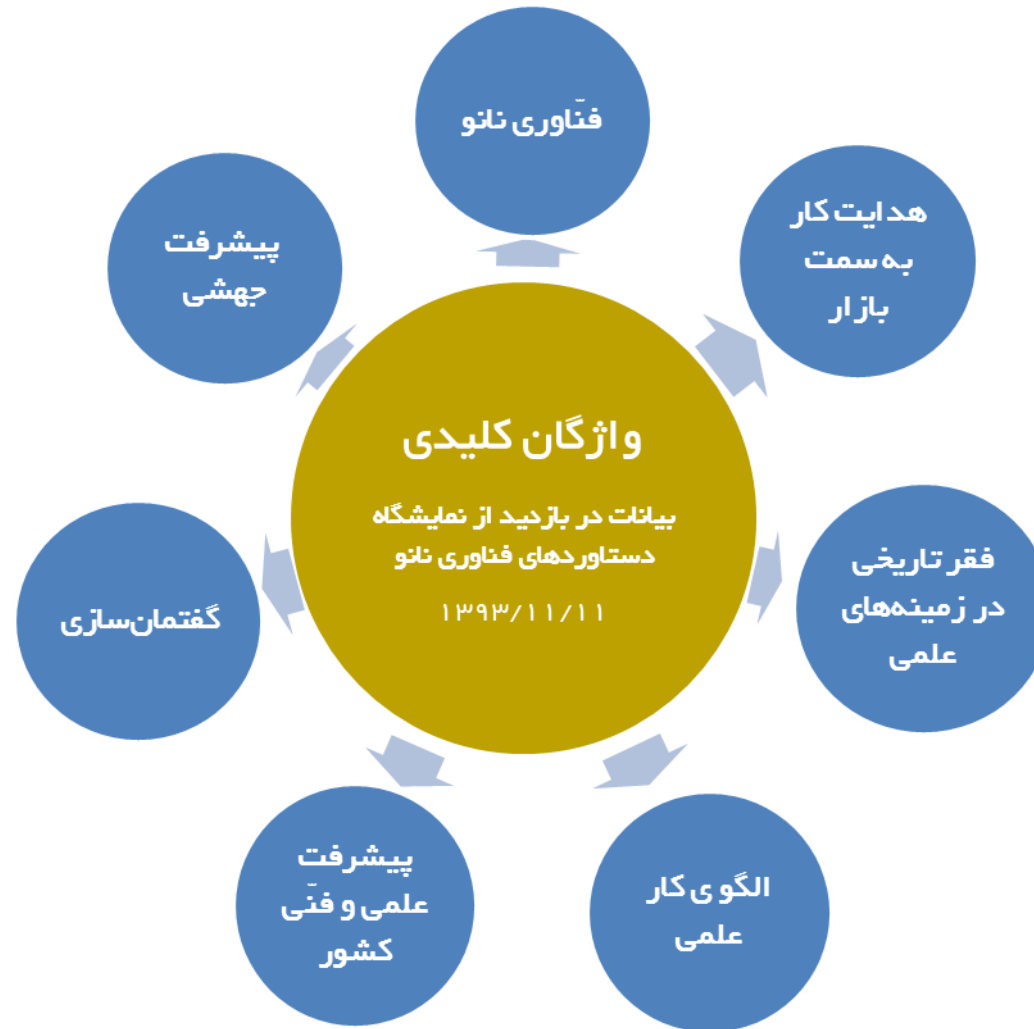 فنّاوری نانو
هدایت کار
به سمت
بازار
فقر تاریخی
در زمینه‌های
علمی
الگوی کار
علمی
پیشرفت
علمی و فنّی
کشور
گفتمان‌سازی
پیشرفت
جهشی
واژگان کلیدی
بیانات در بازدید از نمایشگاه
دستاوردهای فناوری نانو
۱۳۹۳/۱۱/۱۱